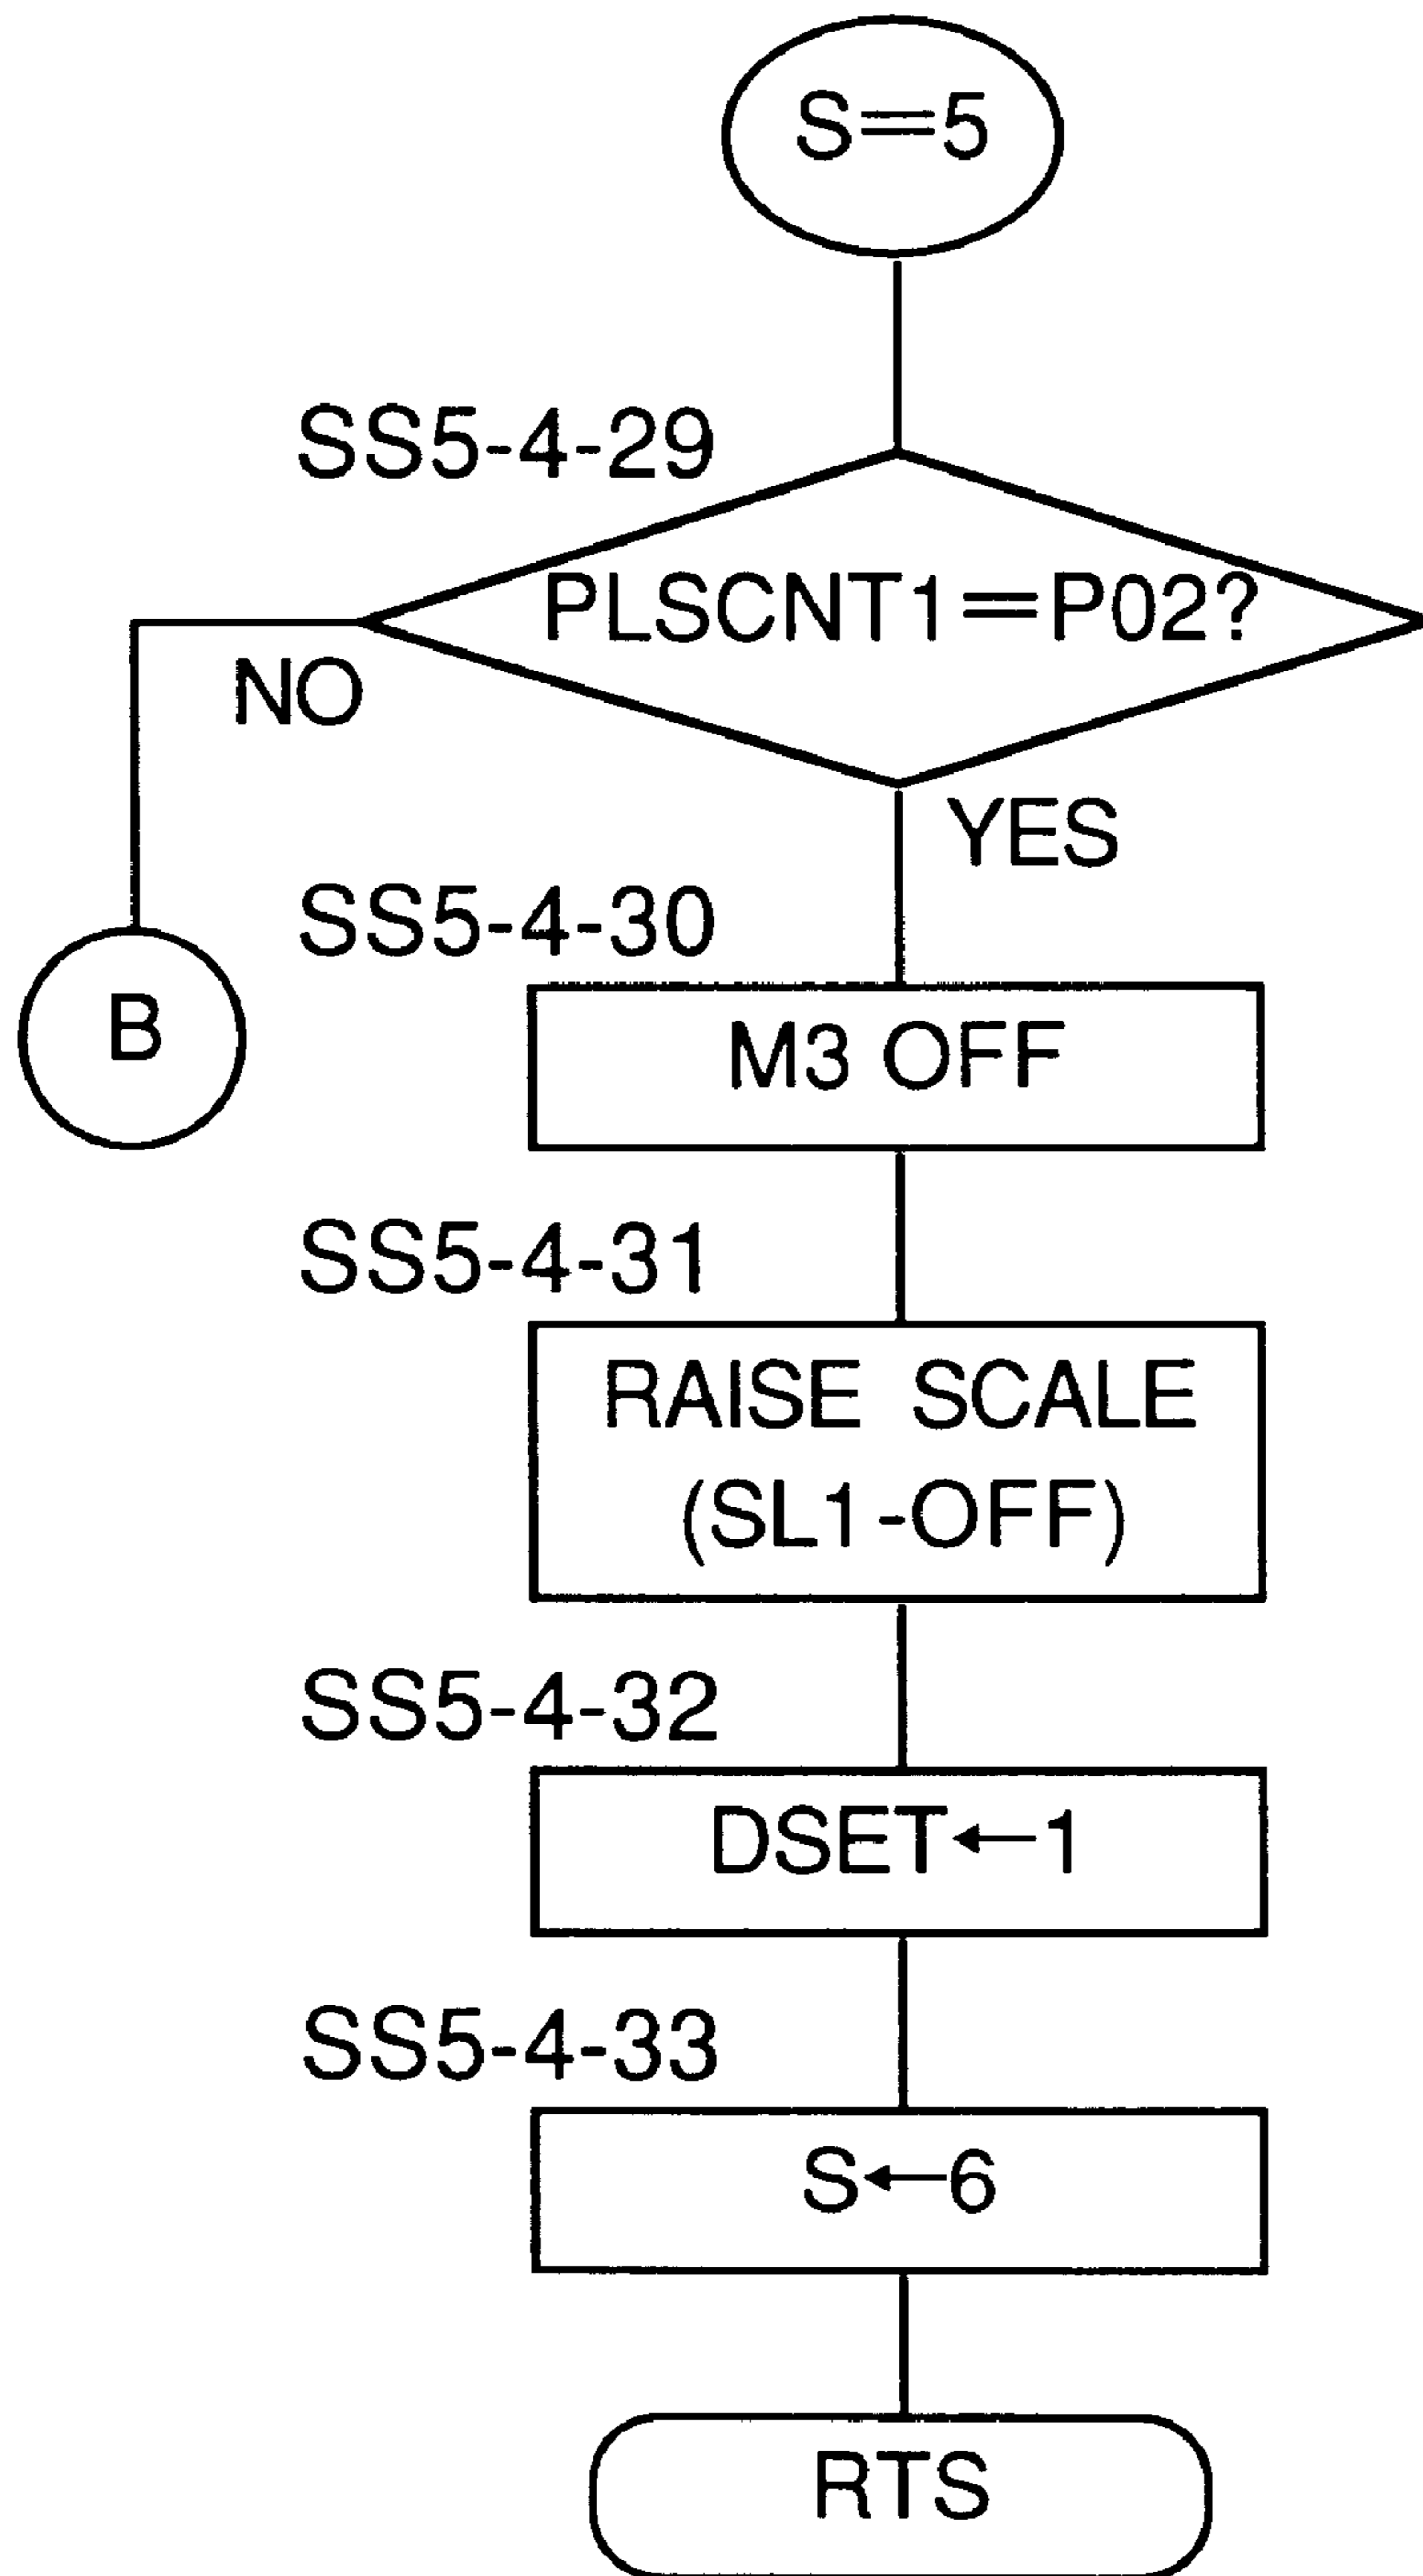 S=5
SS5-4-29
PLSCNT1=P02?
NO
YES
B
SS5-4-30
M3 OFF
SS5-4-31
RAISE SCALE
(SL1-OFF)
SS5-4-32
DSET←1
SS5-4-33
S←6
RTS